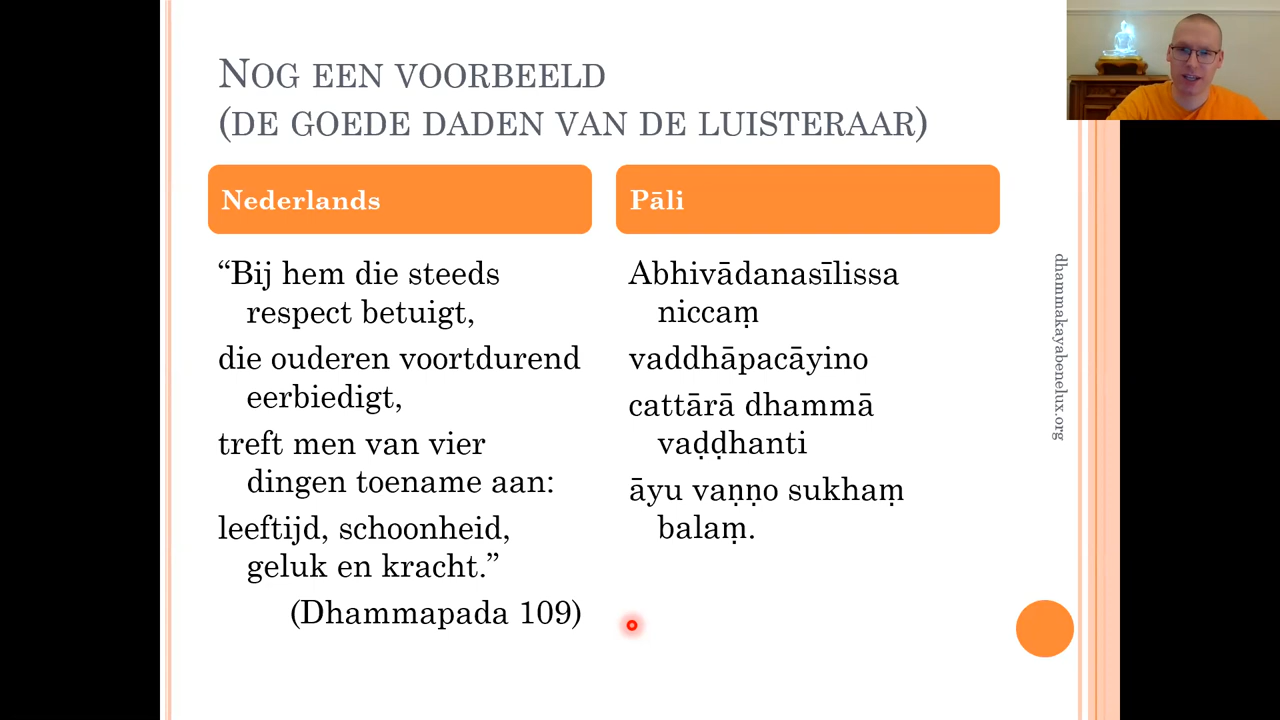 NOG EEN VOORBEELD
(DE GOEDE DADEN VAN DE LUISTERAAR)
Nederlands
“Bij hem die steeds
respect betuigt,
die ouderen voortdurend
eerbiedigt,
treft men van vier
dingen toename aan:
leeftijd, schoonheid,
geluk en kracht.”
(Dhammapada 109)
Pāli
Abhivādanasīlissa
niccaṃ
vaddhāpacāyino
cattārā dhammā
vaḍḍhanti
āyu vaṇṇo sukhaṃ
balaṃ.
dhammakayabenelux.org